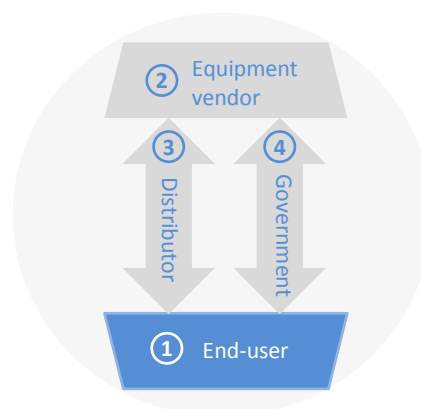 2 Equipment
vendor
3
Distributor
4
Government
1 End-user